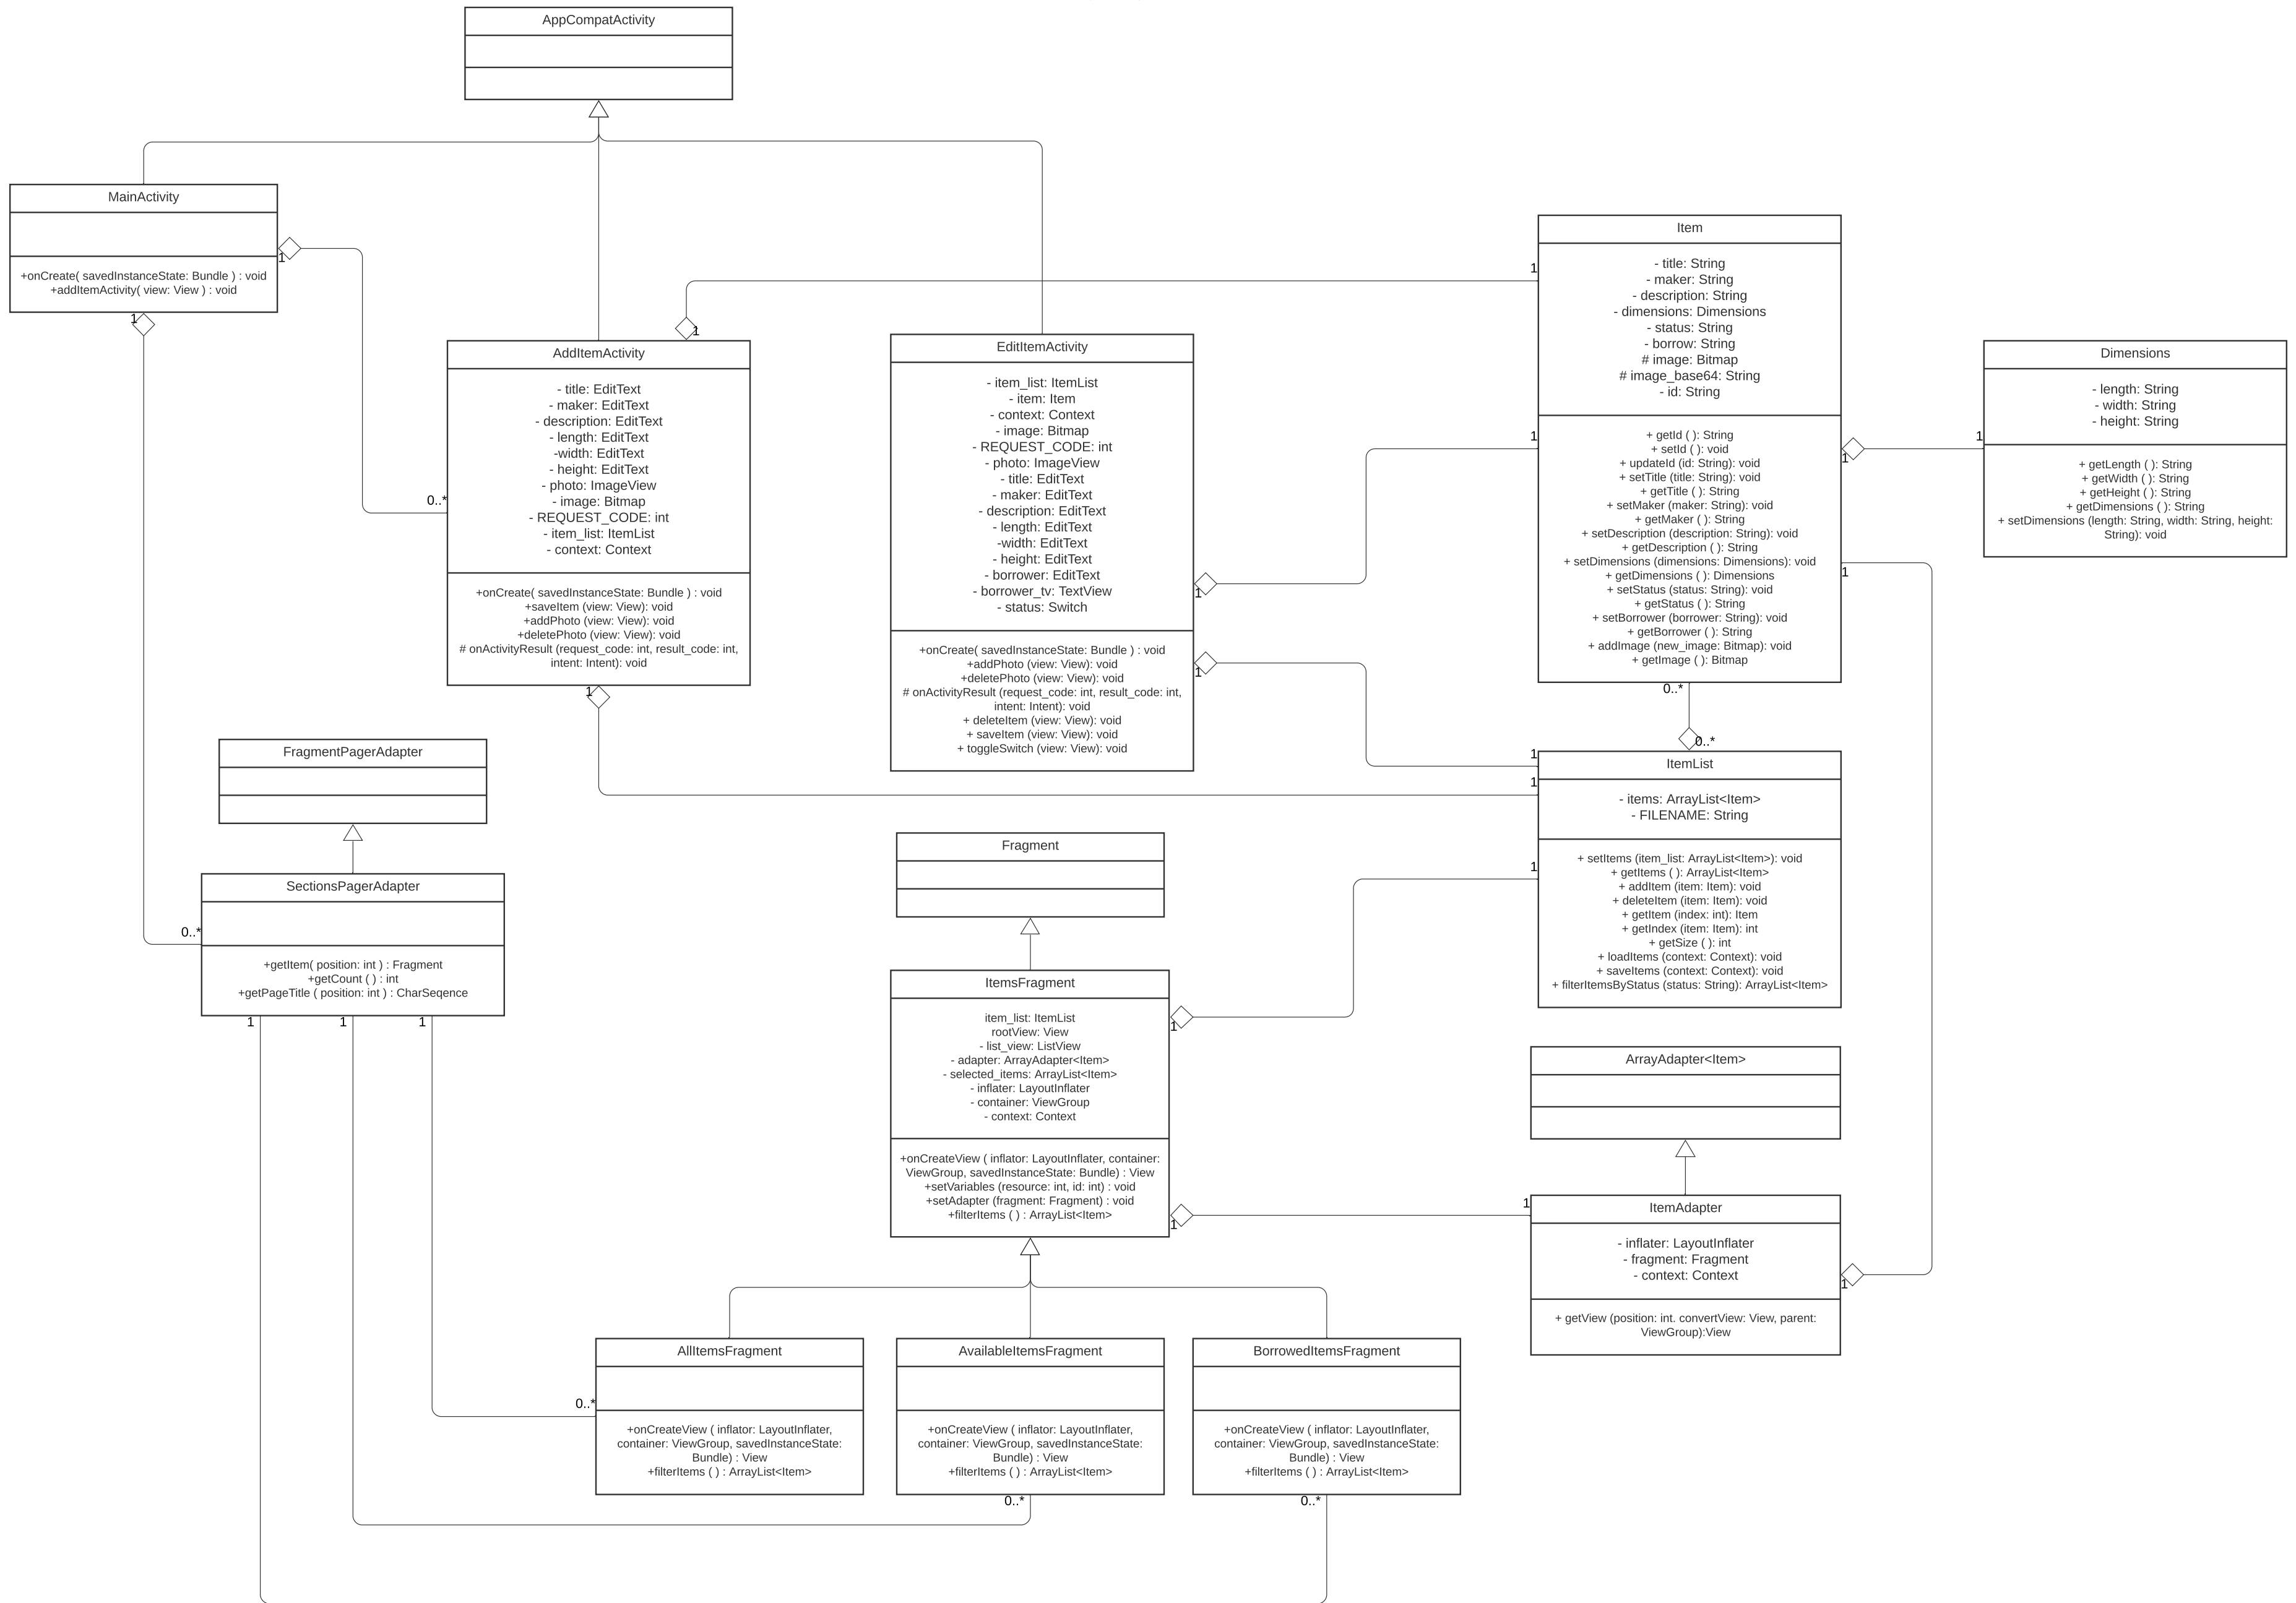 AppCompatActivity
MainActivity
+onCreate( savedInstanceState: Bundle ) : void
+addItemActivity( view: View ) : void
1
1
0..*
0..*
AddItemActivity
- title: EditText
- maker: EditText
- description: EditText
- length: EditText
-width: EditText
- height: EditText
- photo: ImageView
- image: Bitmap
- REQUEST_CODE: int
- item_list: ItemList
- context: Context
+onCreate( savedInstanceState: Bundle ) : void
+saveItem (view: View): void
+addPhoto (view: View): void
+deletePhoto (view: View): void
# onActivityResult (request_code: int, result_code: int,
intent: Intent): void
1
1
EditItemActivity
- item_list: ItemList
- item: Item
- context: Context
- image: Bitmap
- REQUEST_CODE: int
- photo: ImageView
- title: EditText
- maker: EditText
- description: EditText
- length: EditText
-width: EditText
- height: EditText
- borrower: EditText
- borrower_tv: TextView
- status: Switch
+onCreate( savedInstanceState: Bundle ) : void
+addPhoto (view: View): void
+deletePhoto (view: View): void
# onActivityResult (request_code: int, result_code: int,
intent: Intent): void
+ deleteItem (view: View): void
+ saveItem (view: View): void
+ toggleSwitch (view: View): void
1
1
1
1
Item
- title: String
- maker: String
- description: String
- dimensions: Dimensions
- status: String
- borrow: String
# image: Bitmap
# image_base64: String
- id: String
+ getId ( ): String
+ setId ( ): void
+ updateId (id: String): void
+ setTitle (title: String): void
+ getTitle ( ): String
+ setMaker (maker: String): void
+ getMaker ( ): String
+ setDescription (description: String): void
+ getDescription ( ): String
+ setDimensions (dimensions: Dimensions): void
+ getDimensions ( ): Dimensions
+ setStatus (status: String): void
+ getStatus ( ): String
+ setBorrower (borrower: String): void
+ getBorrower ( ): String
+ addImage (new_image: Bitmap): void
+ getImage ( ): Bitmap
1
1
1
Dimensions
- length: String
- width: String
- height: String
+ getLength ( ): String
+ getWidth ( ): String
+ getHeight ( ): String
+ getDimensions ( ): String
+ setDimensions (length: String, width: String, height:
String): void
0..*
0..*
1
1
1
ItemList
- items: ArrayList<Item>
- FILENAME: String
+ setItems (item_list: ArrayList<Item>): void
+ getItems ( ): ArrayList<Item>
+ addItem (item: Item): void
+ deleteItem (item: Item): void
+ getItem (index: int): Item
+ getIndex (item: Item): int
+ getSize ( ): int
+ loadItems (context: Context): void
+ saveItems (context: Context): void
+ filterItemsByStatus (status: String): ArrayList<Item>
FragmentPagerAdapter
SectionsPagerAdapter
+getItem( position: int ) : Fragment
+getCount ( ) : int
+getPageTitle ( position: int ) : CharSeqence
1
1
1
Fragment
ItemsFragment
item_list: ItemList
rootView: View
- list_view: ListView
- adapter: ArrayAdapter<Item>
- selected_items: ArrayList<Item>
- inflater: LayoutInflater
- container: ViewGroup
- context: Context
+onCreateView ( inflator: LayoutInflater, container:
ViewGroup, savedInstanceState: Bundle) : View
+setVariables (resource: int, id: int) : void
+setAdapter (fragment: Fragment) : void
+filterItems ( ) : ArrayList<Item>
1
1
ArrayAdapter<Item>
1
ItemAdapter
- inflater: LayoutInflater
- fragment: Fragment
- context: Context
+ getView (position: int. convertView: View, parent:
ViewGroup):View
1
AllItemsFragment
+onCreateView ( inflator: LayoutInflater,
container: ViewGroup, savedInstanceState:
Bundle) : View
+filterItems ( ) : ArrayList<Item>
0..*
AvailableItemsFragment
+onCreateView ( inflator: LayoutInflater,
container: ViewGroup, savedInstanceState:
Bundle) : View
+filterItems ( ) : ArrayList<Item>
0..*
BorrowedItemsFragment
+onCreateView ( inflator: LayoutInflater,
container: ViewGroup, savedInstanceState:
Bundle) : View
+filterItems ( ) : ArrayList<Item>
0..*